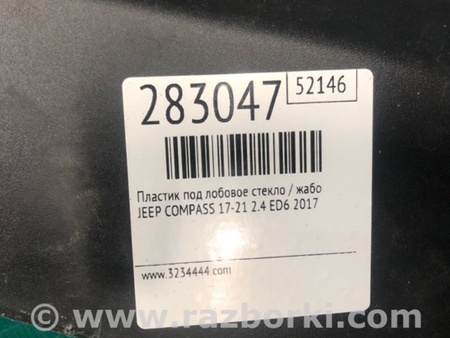 283047
52146
Пластик под лобовое стекло / жабо
JEEP COMPASS 17-21 2.4 ED6 2017
www.3234444.com
© www.razborki.com